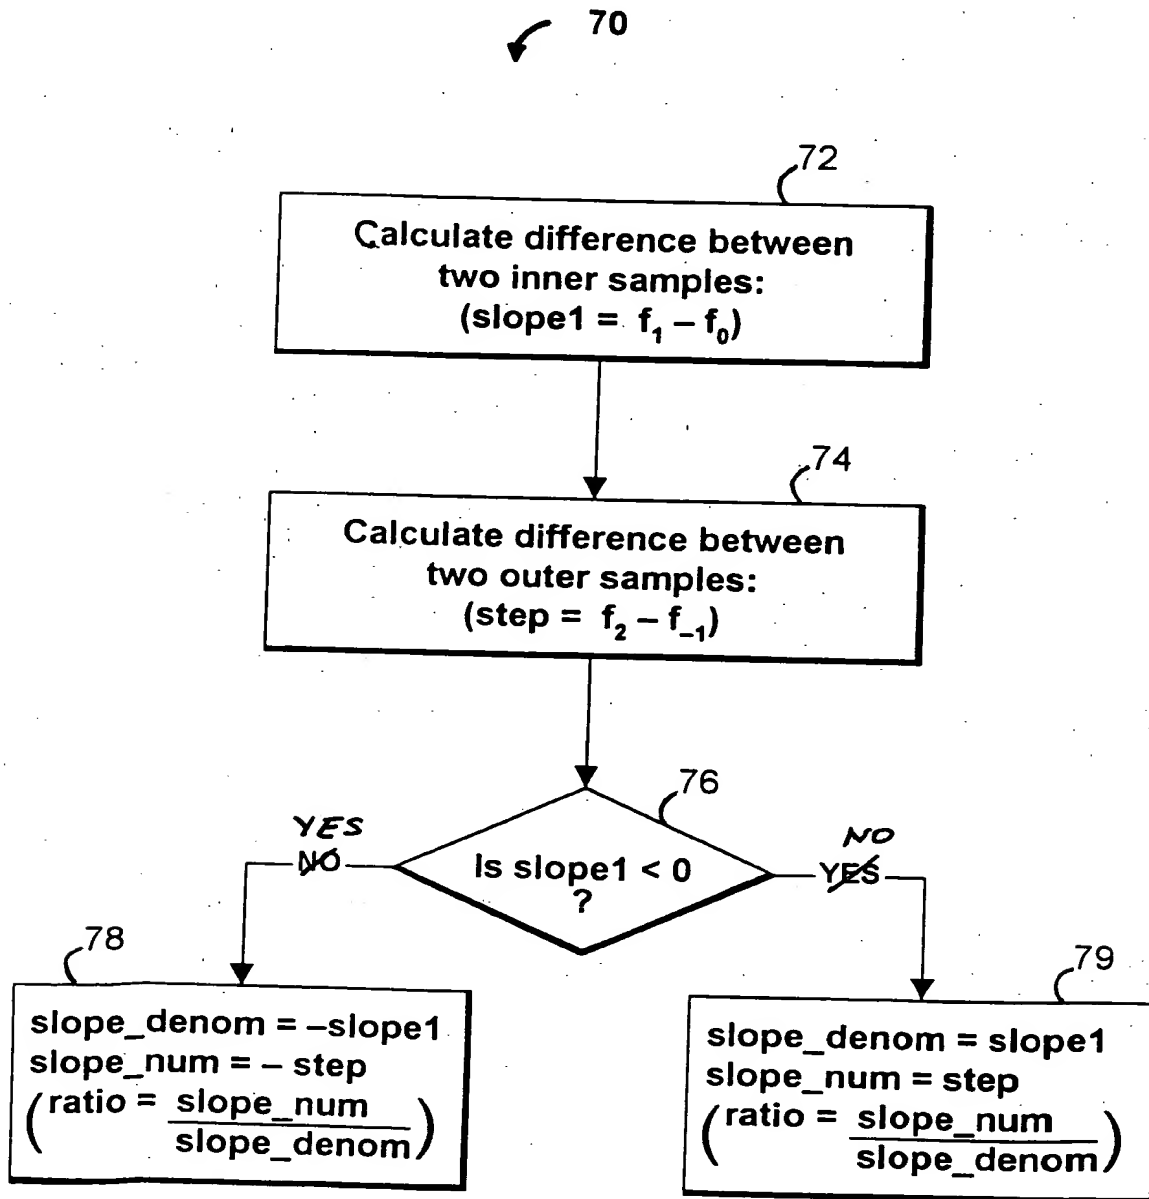 70
72
Calculate difference between
two inner samples:
(slope1 = f₁ – f₀)
74
Calculate difference between
two outer samples:
(step = f₂ – f₋₁)
76
YES
NO
Is slope1 < 0
?
NO
YES
78
slope_denom = –slope1
slope_num = – step
(ratio = slope_num
slope_denom)
79
slope_denom = slope1
slope_num = step
(ratio = slope_num
slope_denom)